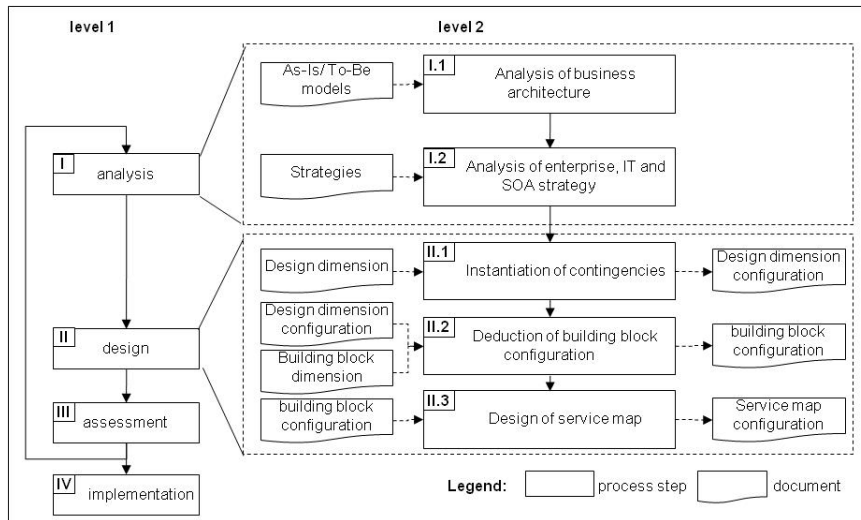 level 1
level 2
As-Is/ To-Be
models
I.1
Analysis of business
architecture
I
analysis
Strategies
I.2
Analysis of enterprise, IT and
SOA strategy
Design dimension
II.1
Instantiation of contingencies
Design dimension
configuration
II
design
Design dimension
configuration
Building block
dimension
II.2
Deduction of building block
configuration
building block
configuration
III
assessment
building block
configuration
II.3
Design of service map
Service map
configuration
IV
implementation
Legend:
process step
document